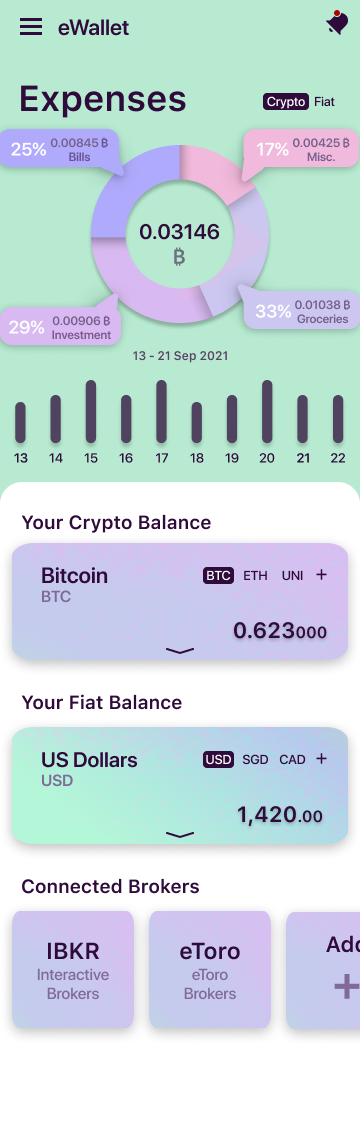 eWallet
Expenses
Crypto Fiat
25% 0.00845 ₿
Bills
17% 0.00425 ₿
Misc.
0.03146
₿
33% 0.01038 ₿
Groceries
29% 0.00906 ₿
Investment
13 - 21 Sep 2021
13 14 15 16 17 18 19 20 21 22
Your Crypto Balance
Bitcoin BTC ETH UNI +
BTC
0.623000
Your Fiat Balance
US Dollars USD SGD CAD +
USD
1,420.00
Connected Brokers
IBKR
Interactive
Brokers
eToro
eToro
Brokers
Add
+